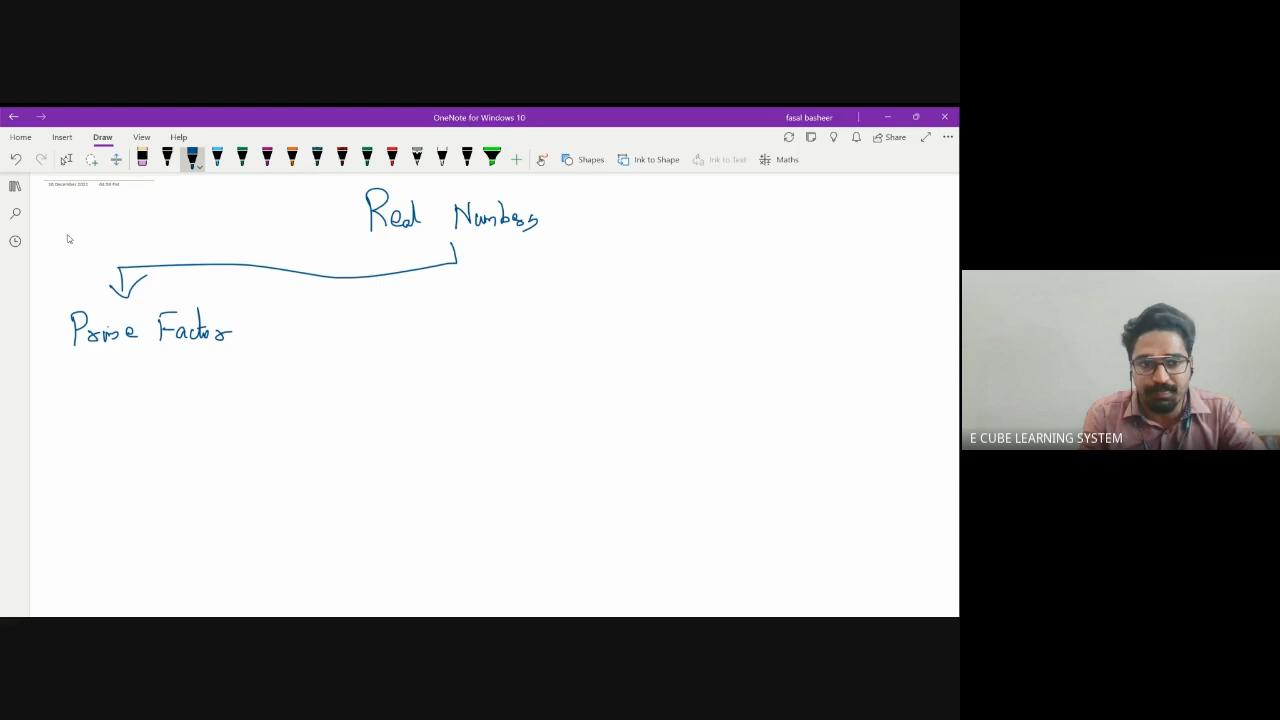 OneNote for Windows 10
fasal basheer
Home Insert Draw View Help
Share
Shapes Ink to Shape Ink to Text Maths
Real Numbers
Prime Factor
E CUBE LEARNING SYSTEM